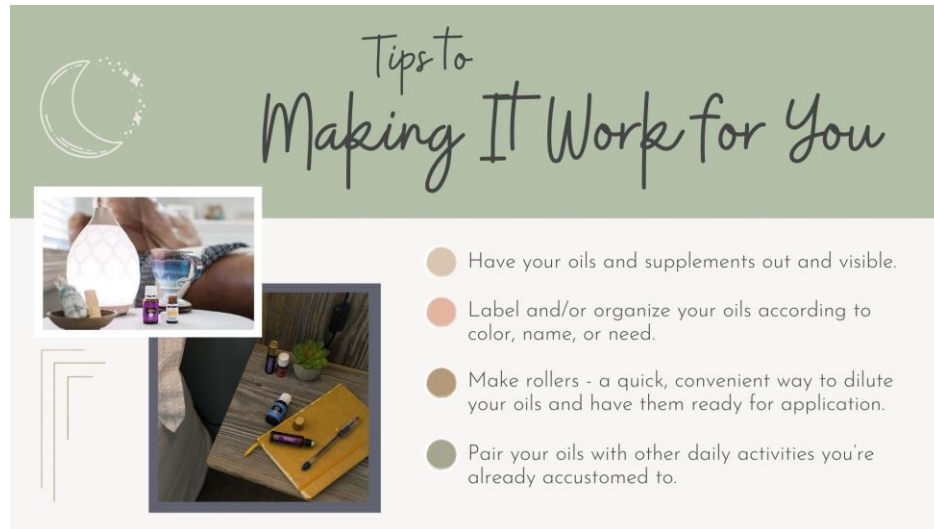 Tips to
Making It Work for You
Have your oils and supplements out and visible.
Label and/or organize your oils according to
color, name, or need.
Make rollers - a quick, convenient way to dilute
your oils and have them ready for application.
Pair your oils with other daily activities you're
already accustomed to.